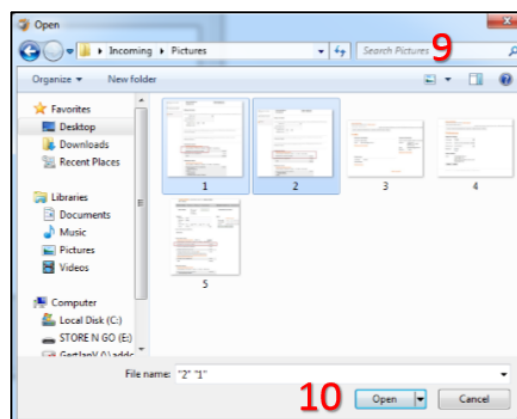 Open
Incoming ▸ Pictures
Search Pictures
9
Organize
New folder
Favorites
Desktop
Downloads
Recent Places
Libraries
Documents
Music
Pictures
Videos
Computer
Local Disk (C:)
STORE N GO (E:)
1
2
3
4
5
File name:
"2" "1"
10
Open
Cancel